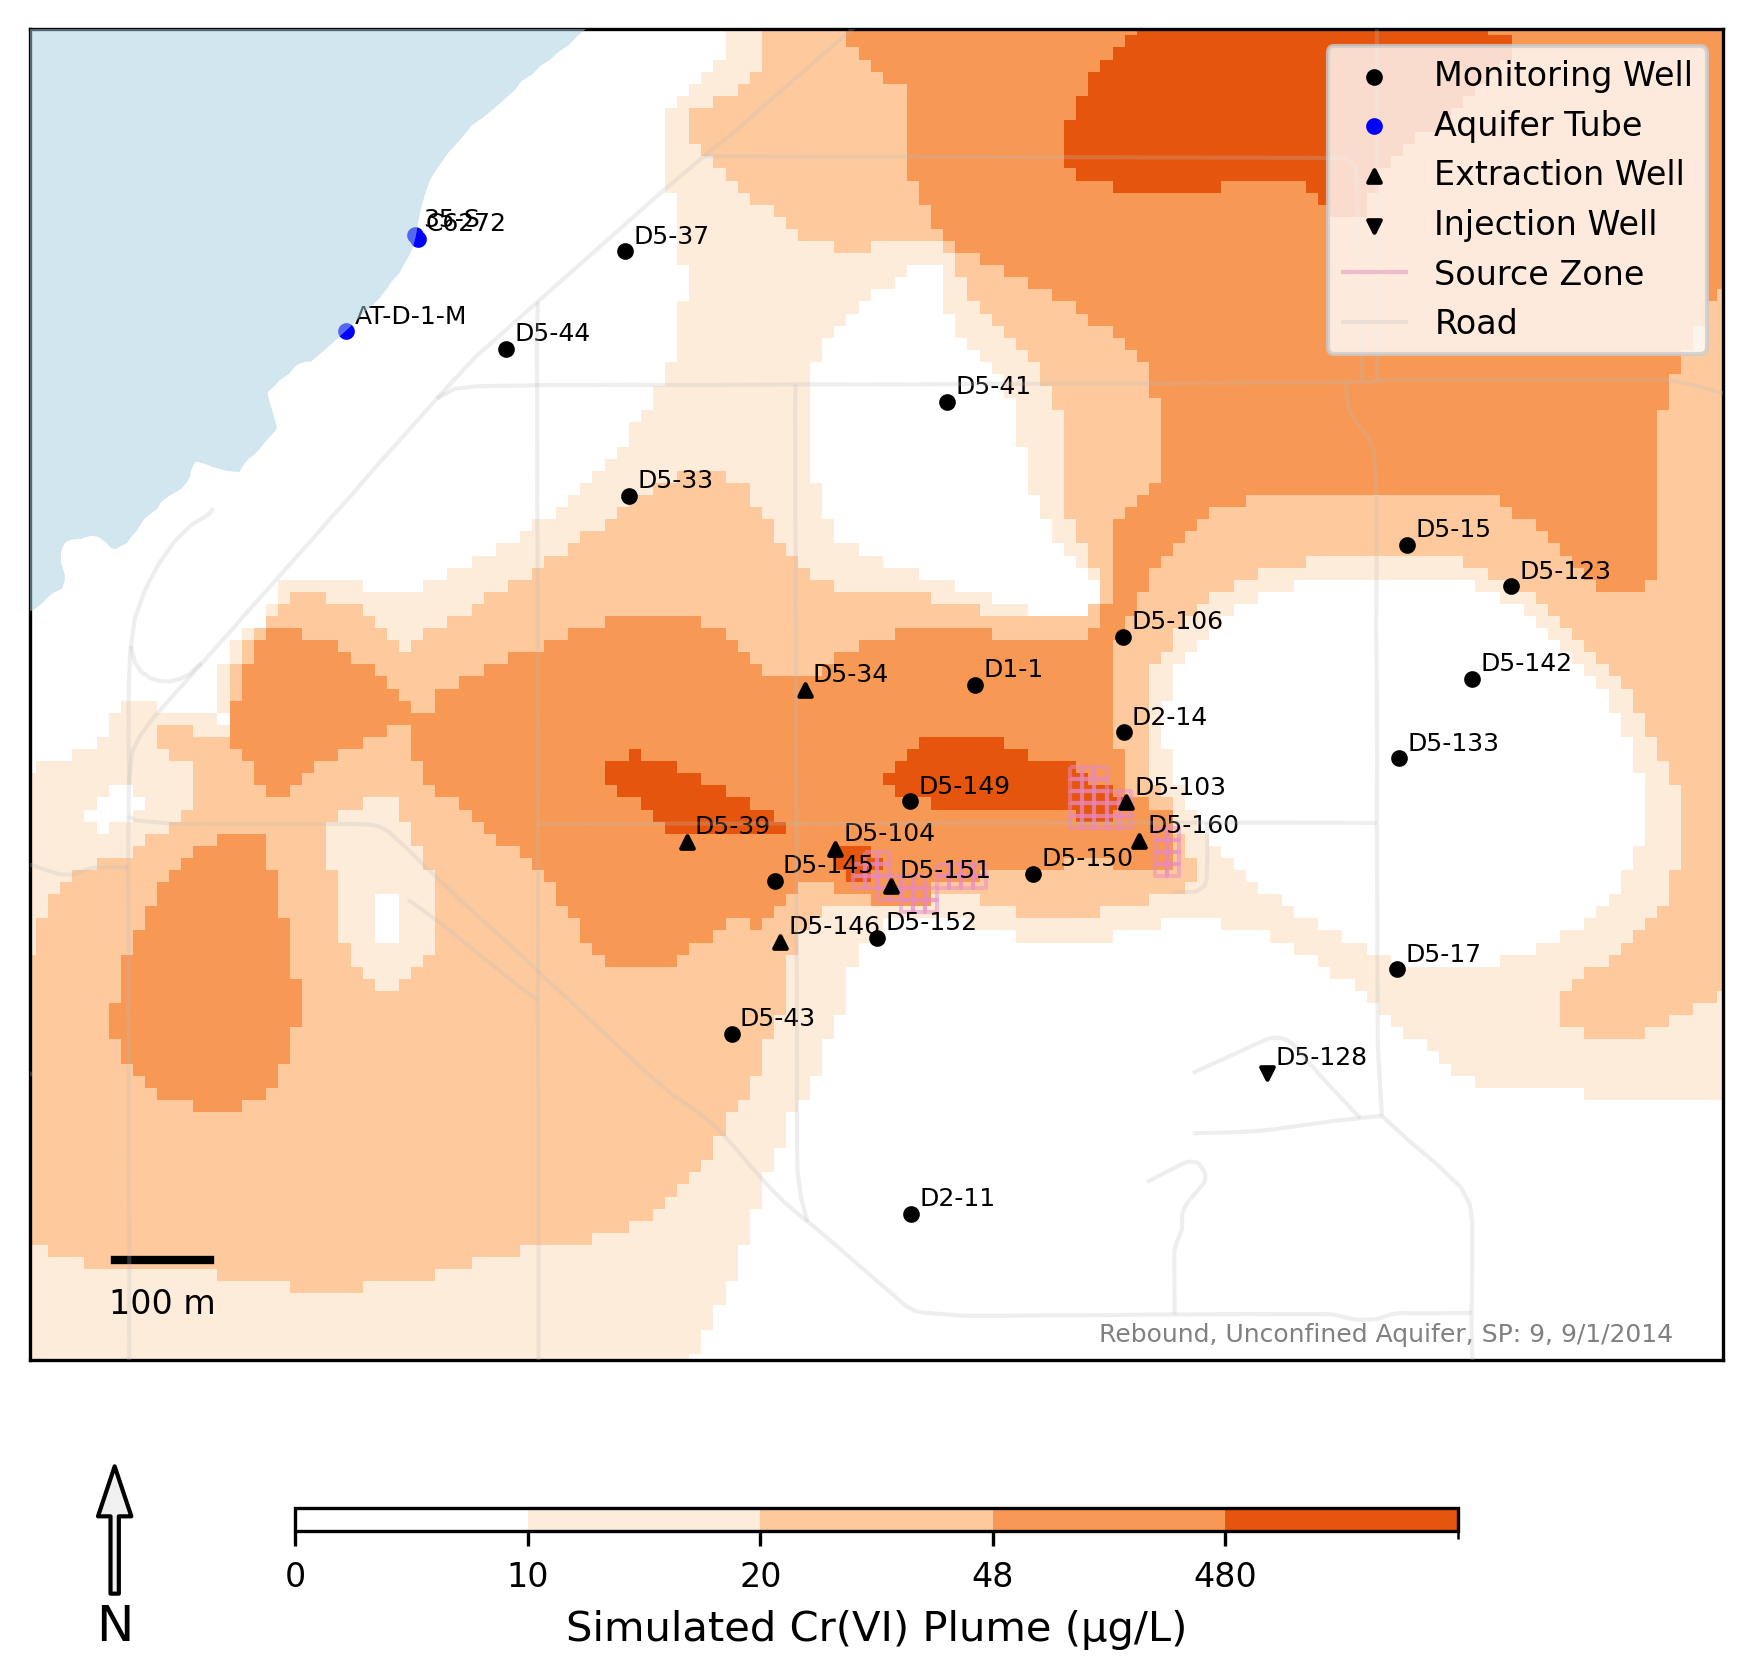 Monitoring Well
Aquifer Tube
Extraction Well
Injection Well
Source Zone
Road
35-S
C6272
D5-37
AT-D-1-M
D5-44
D5-41
D5-33
D5-15
D5-123
D5-106
D5-142
D5-34
D1-1
D2-14
D5-133
D5-149
D5-103
D5-39
D5-104
D5-160
D5-145
D5-151
D5-150
D5-146
D5-152
D5-17
D5-43
D5-128
D2-11
100 m
Rebound, Unconfined Aquifer, SP: 9, 9/1/2014
0 10 20 48 480
Simulated Cr(VI) Plume (μg/L)
N